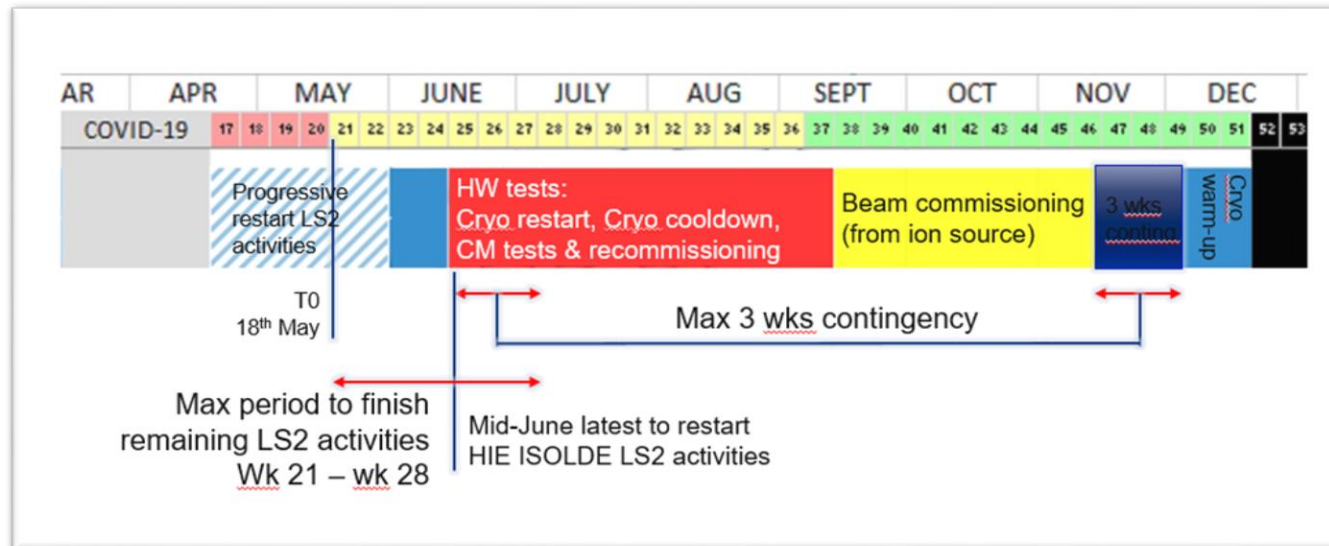 AR APR MAY JUNE JULY AUG SEPT OCT NOV DEC
COVID-19 17 18 19 20 21 22 23 24 25 26 27 28 29 30 31 32 33 34 35 36 37 38 39 40 41 42 43 44 45 46 47 48 49 50 51 52 53
Progressive
restart LS2
activities
HW tests:
Cryo restart, Cryo cooldown,
CM tests & recommissioning
Beam commissioning
(from ion source)
3 wks
conting.
Cryo
warm-up
T0
18th May
Max 3 wks contingency
Max period to finish
remaining LS2 activities
Wk 21 – wk 28
Mid-June latest to restart
HIE ISOLDE LS2 activities